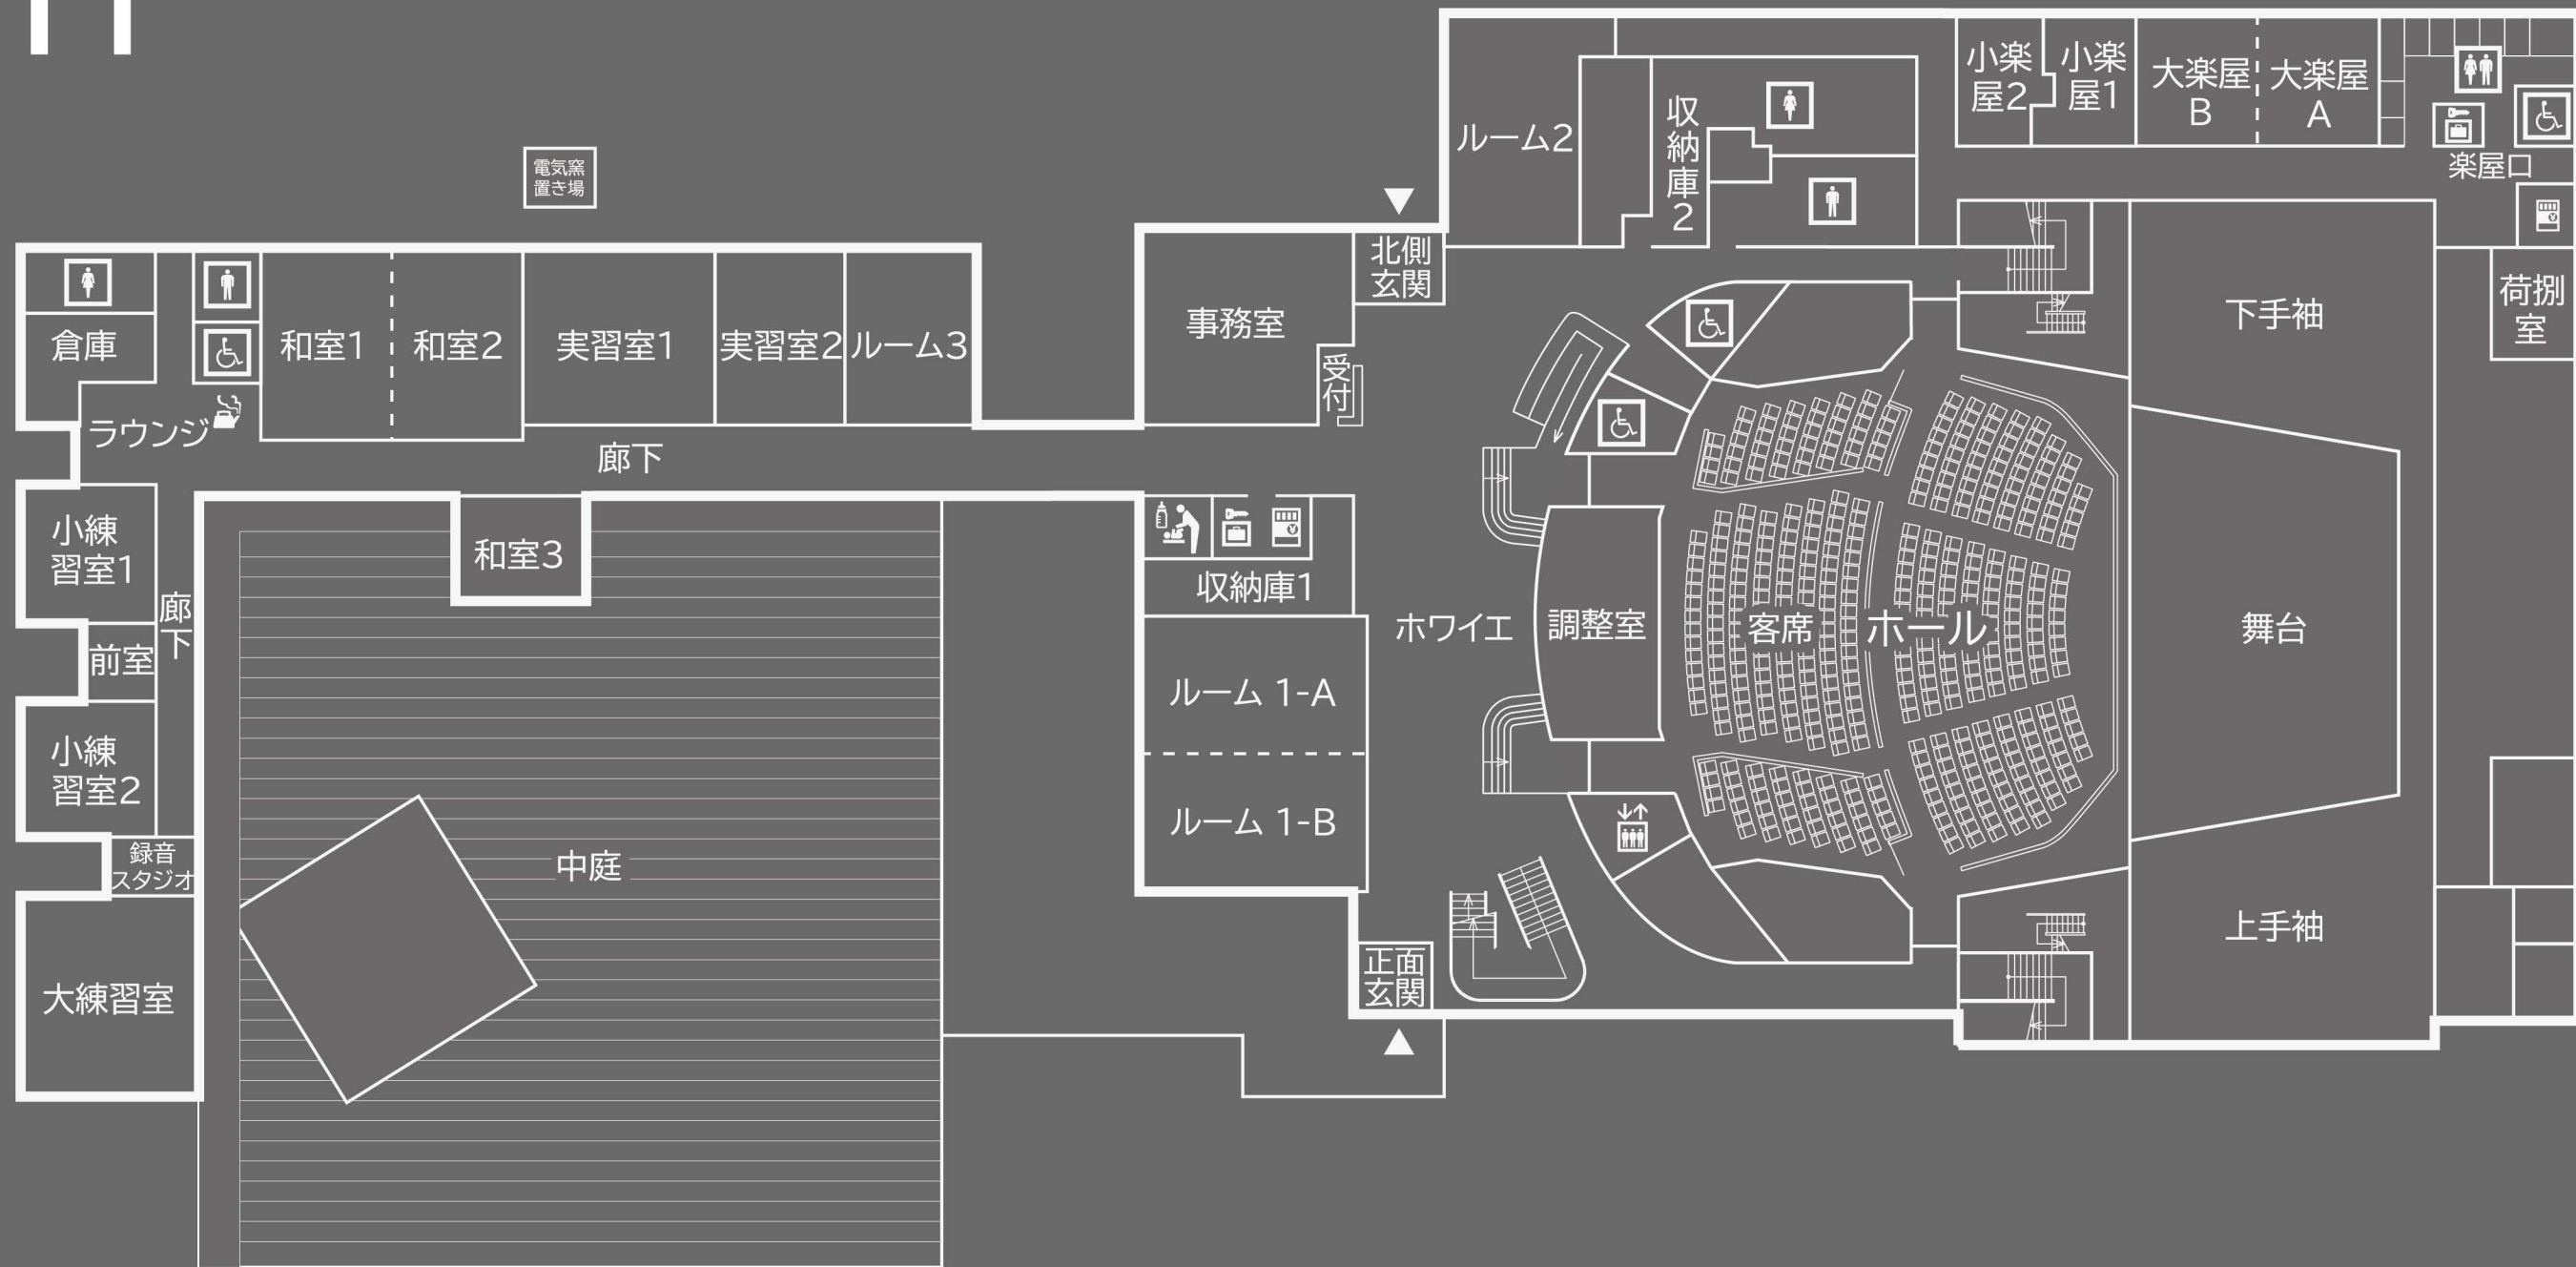 小楽
屋2
小楽
屋1
大楽屋
B
大楽屋
A
楽屋口
ルーム2
収
納
庫
2
電気窯
置き場
北側
玄関
荷捌
室
倉庫
和室1
和室2
実習室1
実習室2
ルーム3
事務室
受
付
下手袖
ラウンジ
廊下
小練
習室1
和室3
収納庫1
廊
下
前室
ホワイエ
調整室
客席
ホール
舞台
ルーム 1-A
小練
習室2
ルーム 1-B
録音
スタジオ
中庭
上手袖
大練習室
正面
玄関